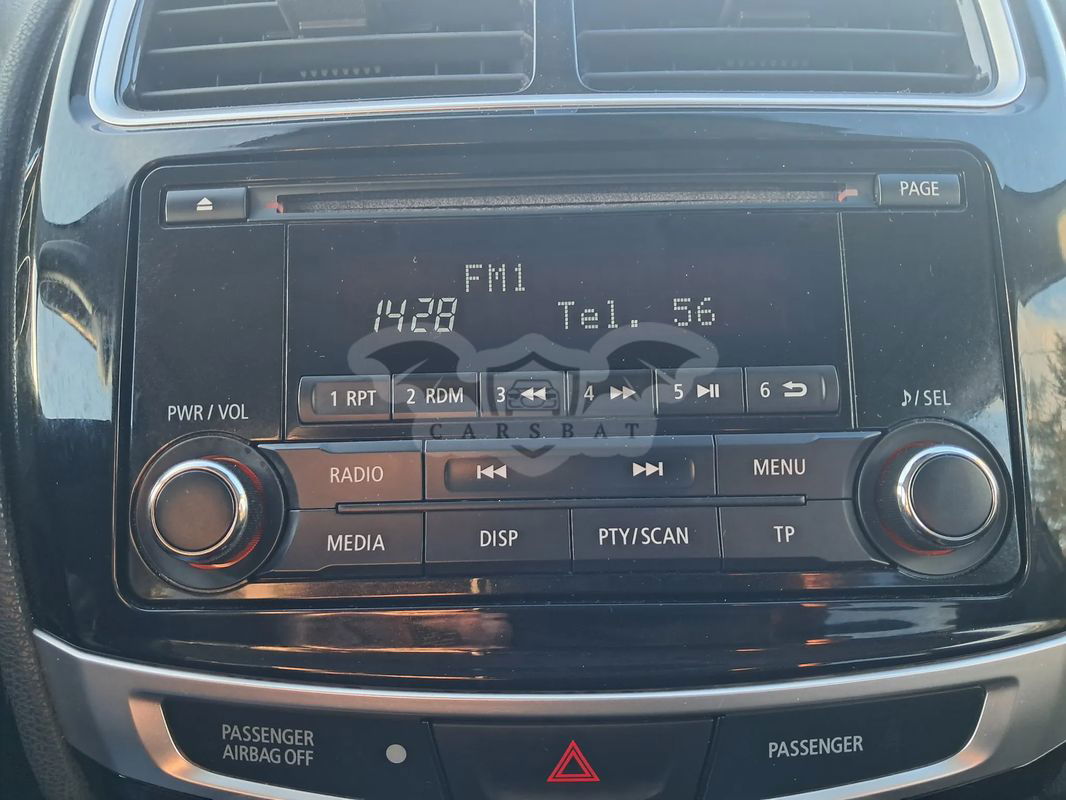 PAGE
FM1
1428 Tel. 56
1 RPT 2 RDM 3 4 5 6
CARSBAT
PWR / VOL
/ SEL
RADIO
MENU
MEDIA DISP PTY/SCAN TP
PASSENGER
AIRBAG OFF
PASSENGER